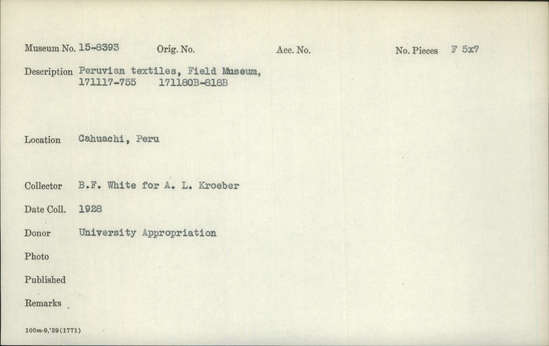 Museum No. 15-8393 Orig. No. Acc. No. No. Pieces F 5x7
Description Peruvian textiles, Field Museum,
171117-755 171180B-818B
Location Cahuachi, Peru
Collector B.F. White for A. L. Kroeber
Date Coll. 1928
Donor University Appropriation
Photo
Published
Remarks
100m-9,'29(1771)